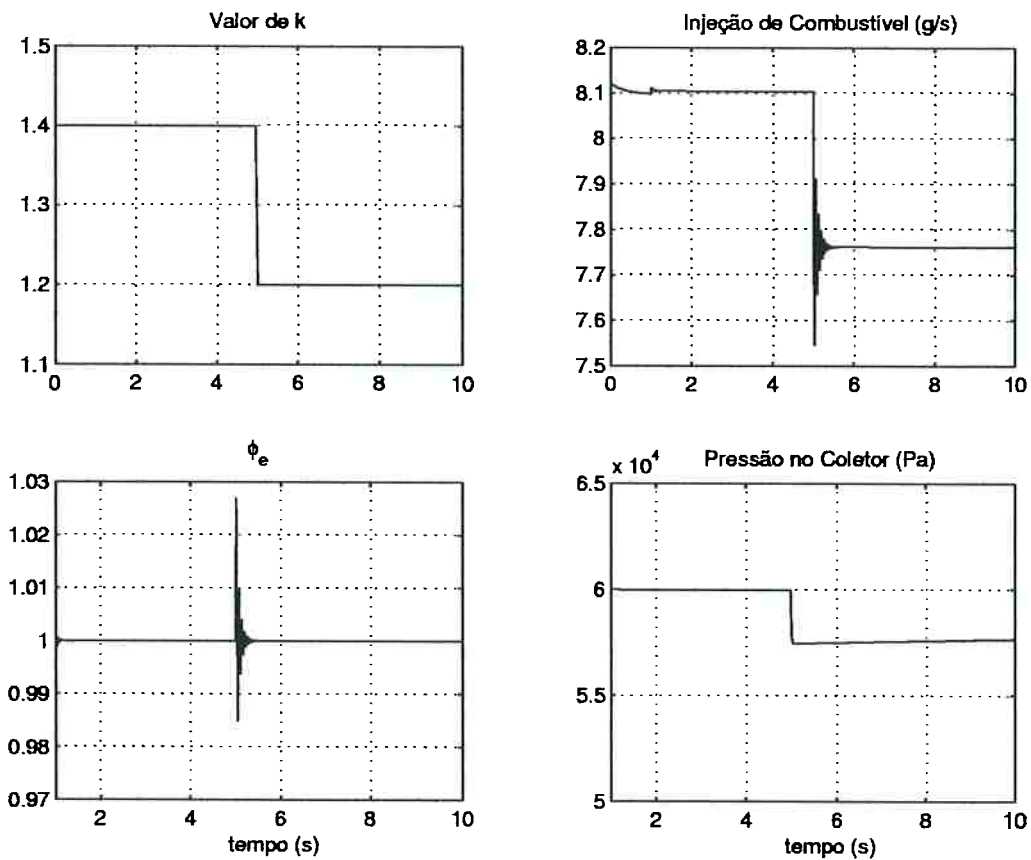 Valor de k
1.5
1.4
1.3
1.2
1.1
0 2 4 6 8 10
Injeção de Combustível (g/s)
8.2
8.1
8
7.9
7.8
7.7
7.6
7.5
0 2 4 6 8 10
ϕe
1.03
1.02
1.01
1
0.99
0.98
0.97
2 4 6 8 10
tempo (s)
x 10^4
Pressão no Coletor (Pa)
6.5
6
5.5
5
2 4 6 8 10
tempo (s)